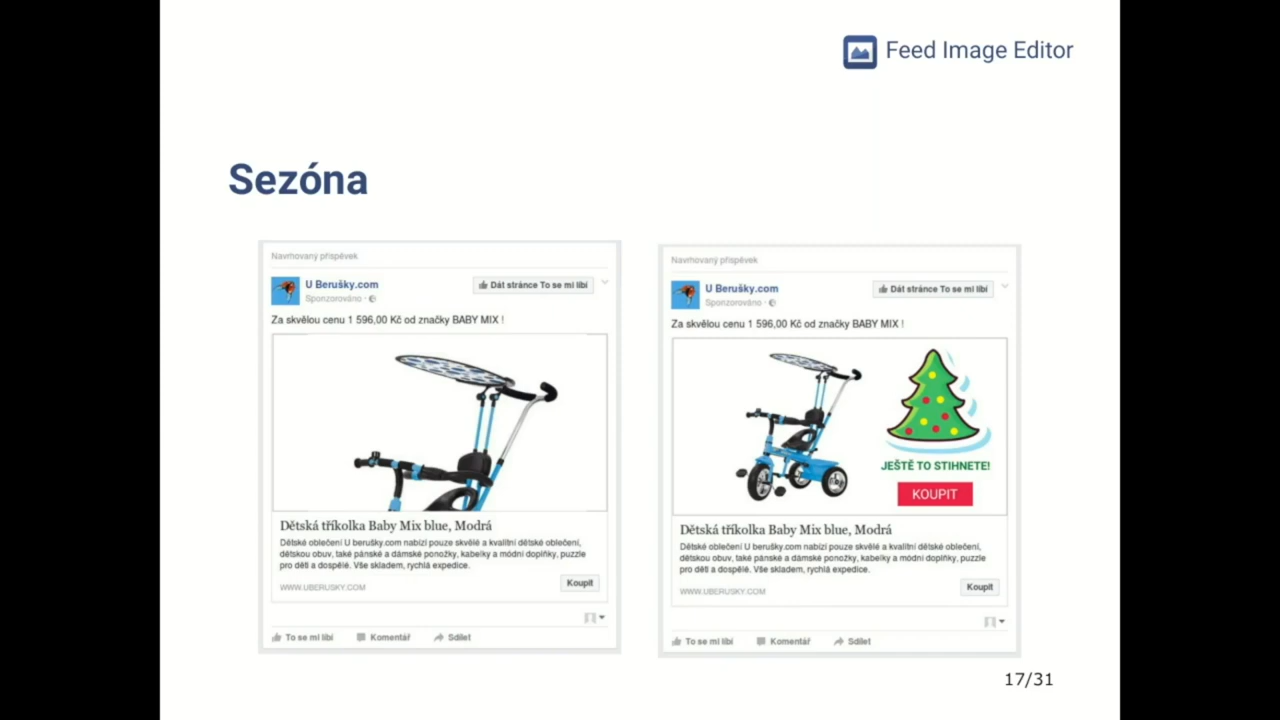 Feed Image Editor
Sezóna
Navrhovaný příspěvek
U Berušky.com
Dát stránce To se mi líbí
Sponzorováno ·
Za skvělou cenu 1 596,00 Kč od značky BABY MIX !
Dětská tříkolka Baby Mix blue, Modrá
Dětské oblečení U berušky.com nabízí pouze skvělé a kvalitní dětské oblečení,
dětskou obuv, také pánské a dámské ponožky, kabelky a módní doplňky, puzzle
pro děti a dospělé. Vše skladem, rychlá expedice.
WWW.UBERUSKY.COM
Koupit
To se mi líbí
Komentář
Sdílet
Navrhovaný příspěvek
U Berušky.com
Dát stránce To se mi líbí
Sponzorováno ·
Za skvělou cenu 1 596,00 Kč od značky BABY MIX !
JEŠTĚ TO STIHNETE!
KOUPIT
Dětská tříkolka Baby Mix blue, Modrá
Dětské oblečení U berušky.com nabízí pouze skvělé a kvalitní dětské oblečení,
dětskou obuv, také pánské a dámské ponožky, kabelky a módní doplňky, puzzle
pro děti a dospělé. Vše skladem, rychlá expedice.
WWW.UBERUSKY.COM
Koupit
To se mi líbí
Komentář
Sdílet
17/31